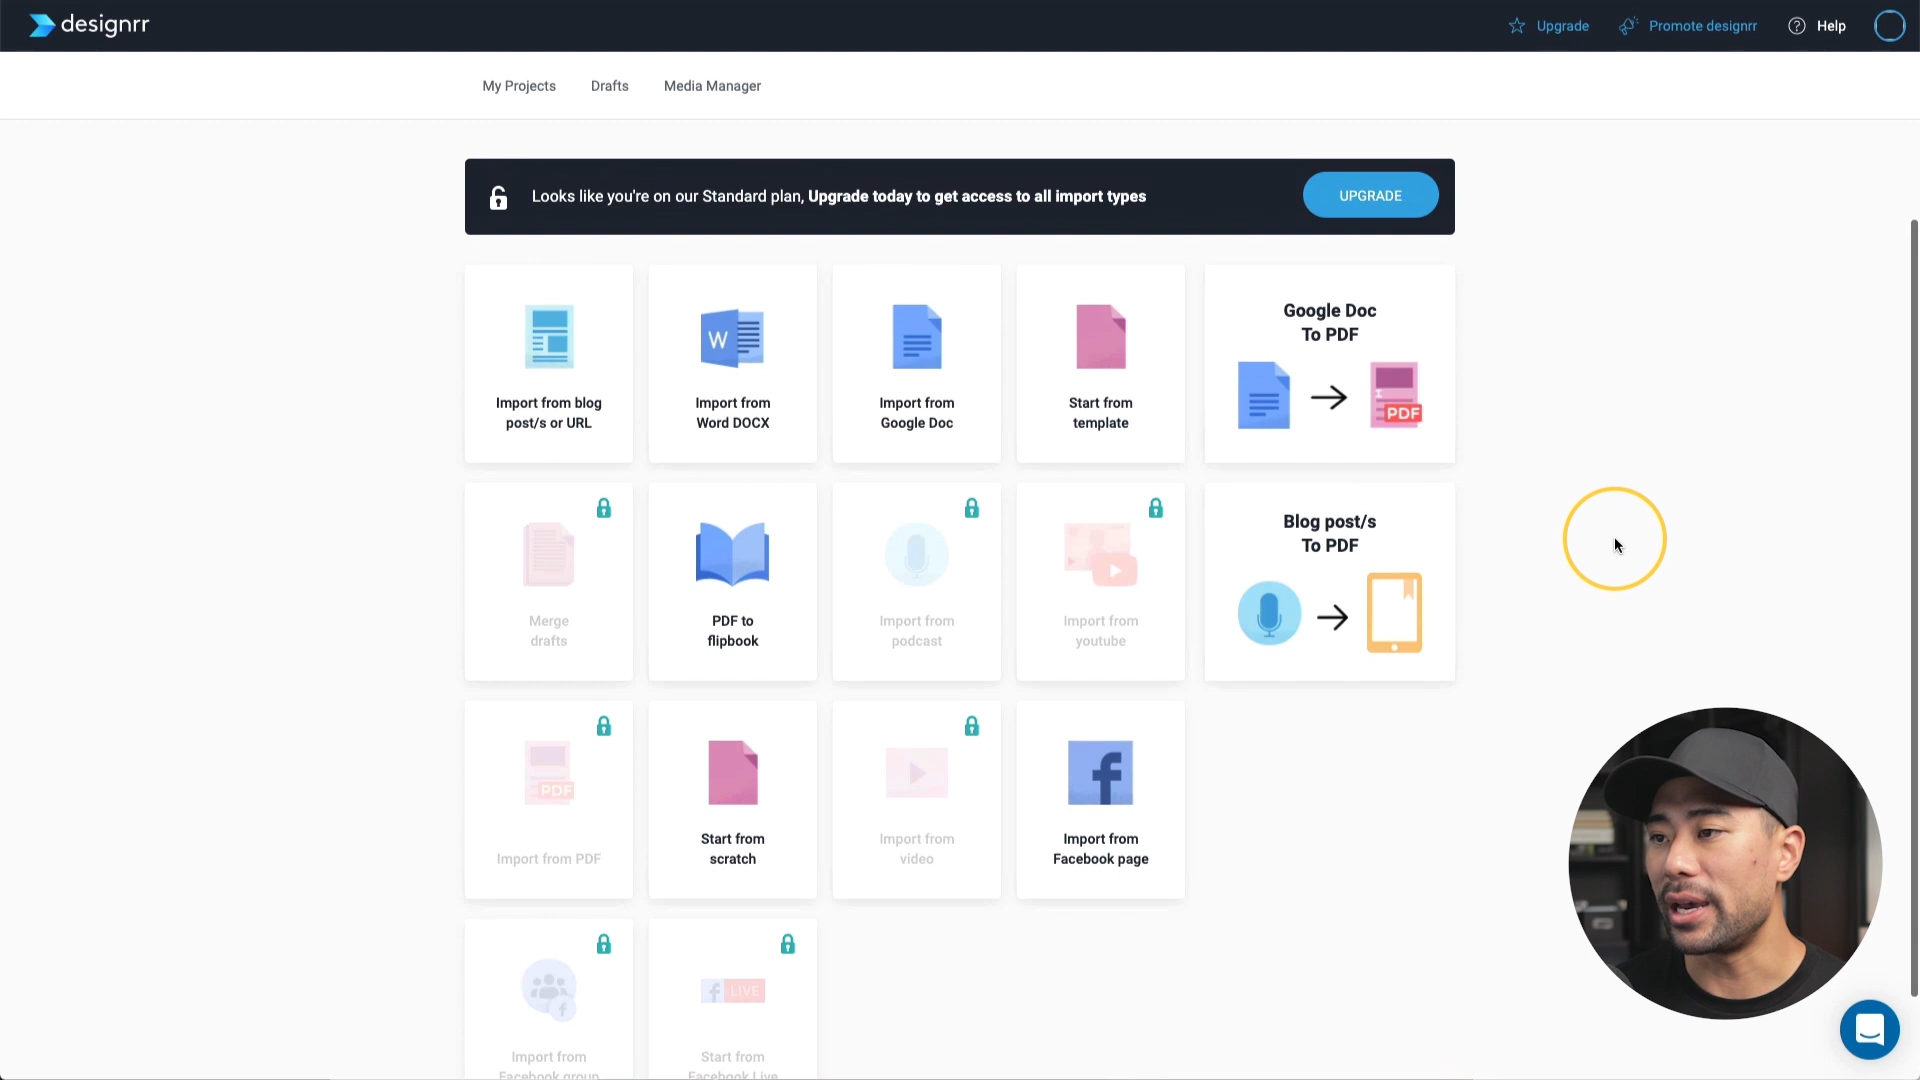 designrr
Upgrade
Promote designrr
? Help
My Projects
Drafts
Media Manager
Looks like you're on our Standard plan, Upgrade today to get access to all import types
UPGRADE
Import from blog
post/s or URL
W
Import from
Word DOCX
Import from
Google Doc
Start from
template
Google Doc
To PDF
PDF
Merge
drafts
PDF to
flipbook
Import from
podcast
Import from
youtube
Blog post/s
To PDF
PDF
Import from PDF
Start from
scratch
Import from
video
f
Import from
Facebook page
f
Import from
Facebook group
f LIVE
Start from
Facebook Live